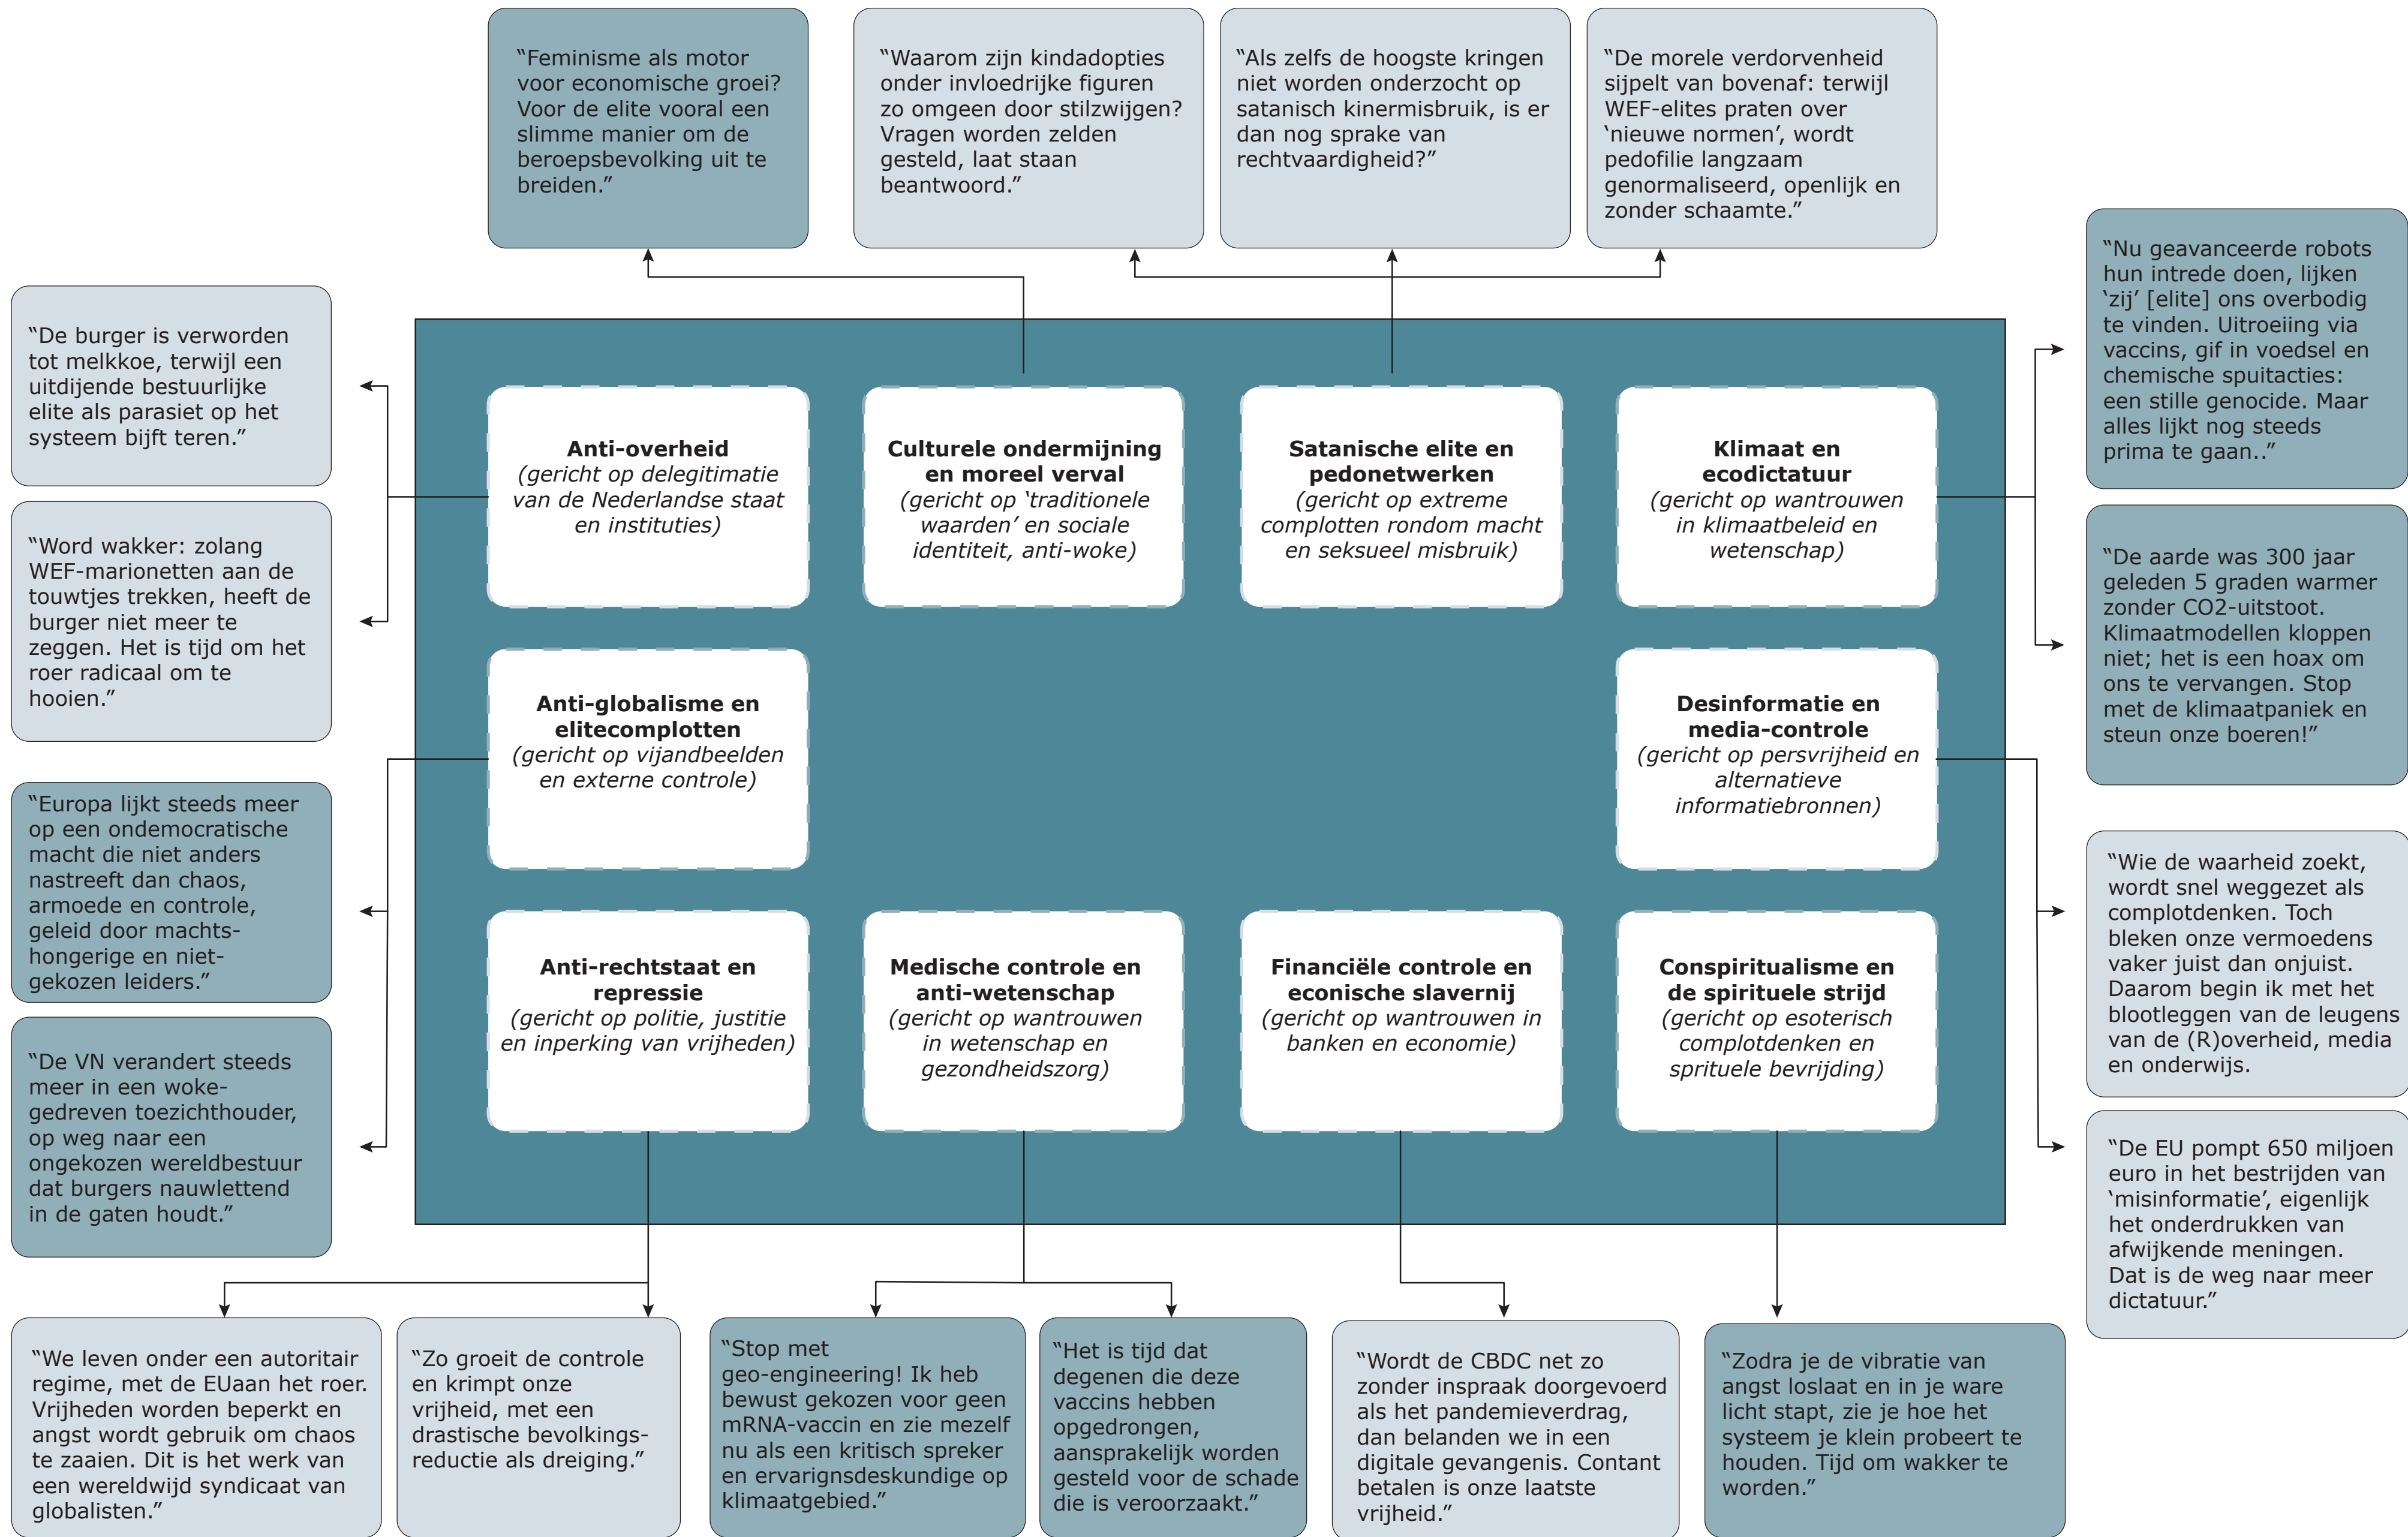 “Feminisme als motor
voor economische groei?
Voor de elite vooral een
slimme manier om de
beroepsbevolking uit te
breiden.”
“Waarom zijn kindadopties
onder invloedrijke figuren
zo omgeen door stilzwijgen?
Vragen worden zelden
gesteld, laat staan
beantwoord.”
“Als zelfs de hoogste kringen
niet worden onderzocht op
satanisch kinermisbruik, is er
dan nog sprake van
rechtvaardigheid?”
“De morele verdorvenheid
sijpelt van bovenaf: terwijl
WEF-elites praten over
‘nieuwe normen’, wordt
pedofilie langzaam
genormaliseerd, openlijk en
zonder schaamte.”
“De burger is verworden
tot melkkoe, terwijl een
uitdijende bestuurlijke
elite als parasiet op het
systeem bijft teren.”
“Word wakker: zolang
WEF-marionetten aan de
touwtjes trekken, heeft de
burger niet meer te
zeggen. Het is tijd om het
roer radicaal om te
hooien.”
“Europa lijkt steeds meer
op een ondemocratische
macht die niet anders
nastreeft dan chaos,
armoede en controle,
geleid door machts-
hongerige en niet-
gekozen leiders.”
“De VN verandert steeds
meer in een woke-
gedreven toezichthouder,
op weg naar een
ongekozen wereldbestuur
dat burgers nauwlettend
in de gaten houdt.”
Anti-overheid
(gericht op delegitimatie
van de Nederlandse staat
en instituties)
Culturele ondermijning
en moreel verval
(gericht op ‘traditionele
waarden’ en sociale
identiteit, anti-woke)
Satanische elite en
pedonetwerken
(gericht op extreme
complotten rondom macht
en seksueel misbruik)
Klimaat en
ecodictatuur
(gericht op wantrouwen
in klimaatbeleid en
wetenschap)
Anti-globalisme en
elitecomplotten
(gericht op vijandbeelden
en externe controle)
Desinformatie en
media-controle
(gericht op persvrijheid en
alternatieve
informatiebronnen)
Anti-rechtstaat en
repressie
(gericht op politie, justitie
en inperking van vrijheden)
Medische controle en
anti-wetenschap
(gericht op wantrouwen
in wetenschap en
gezondheidszorg)
Financiële controle en
econische slavernij
(gericht op wantrouwen in
banken en economie)
Conspiritualisme en
de spirituele strijd
(gericht op esoterisch
complotdenken en
sprituele bevrijding)
“Nu geavanceerde robots
hun intrede doen, lijken
‘zij’ [elite] ons overbodig
te vinden. Uitroeiing via
vaccins, gif in voedsel en
chemische spuitacties:
een stille genocide. Maar
alles lijkt nog steeds
prima te gaan..”
“De aarde was 300 jaar
geleden 5 graden warmer
zonder CO2-uitstoot.
Klimaatmodellen kloppen
niet; het is een hoax om
ons te vervangen. Stop
met de klimaatpaniek en
steun onze boeren!”
“Wie de waarheid zoekt,
wordt snel weggezet als
complotdenken. Toch
bleken onze vermoedens
vaker juist dan onjuist.
Daarom begin ik met het
blootleggen van de leugens
van de (R)overheid, media
en onderwijs.
“De EU pompt 650 miljoen
euro in het bestrijden van
‘misinformatie’, eigenlijk
het onderdrukken van
afwijkende meningen.
Dat is de weg naar meer
dictatuur.”
“We leven onder een autoritair
regime, met de EUaan het roer.
Vrijheden worden beperkt en
angst wordt gebruik om chaos
te zaaien. Dit is het werk van
een wereldwijd syndicaat van
globalisten.”
“Zo groeit de controle
en krimpt onze
vrijheid, met een
drastische bevolkings-
reductie als dreiging.”
“Stop met
geo-engineering! Ik heb
bewust gekozen voor geen
mRNA-vaccin en zie mezelf
nu als een kritisch spreker
en ervarignsdeskundige op
klimaatgebied.”
“Het is tijd dat
degenen die deze
vaccins hebben
opgedrongen,
aansprakelijk worden
gesteld voor de schade
die is veroorzaakt.”
“Wordt de CBDC net zo
zonder inspraak doorgevoerd
als het pandemieverdrag,
dan belanden we in een
digitale gevangenis. Contant
betalen is onze laatste
vrijheid.”
“Zodra je de vibratie van
angst loslaat en in je ware
licht stapt, zie je hoe het
systeem je klein probeert te
houden. Tijd om wakker te
worden.”